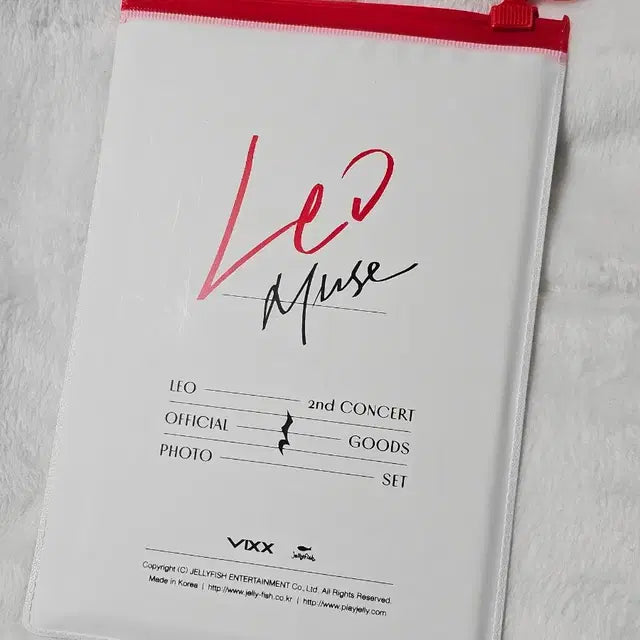 Leo
Muse
LEO 2nd CONCERT
OFFICIAL GOODS
PHOTO SET
VIXX Jellyfish
Copyright (C) JELLYFISH ENTERTAINMENT Co., Ltd. All Rights Reserved.
Made in Korea | http://www.jelly-fish.co.kr | http://www.playjelly.com